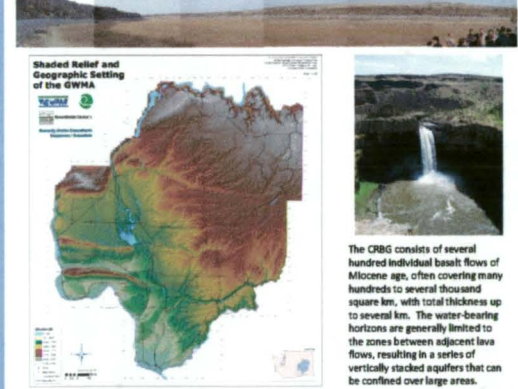 Shaded Relief and
Geographic Setting
of the GWMA
The CRBG consists of several
hundred individual basalt flows of
Miocene age, often covering many
hundreds to several thousand
square km, with total thickness up
to several km. The water-bearing
horizons are generally limited to
the zones between adjacent lava
flows, resulting in a series of
vertically stacked aquifers that can
be confined over large areas.